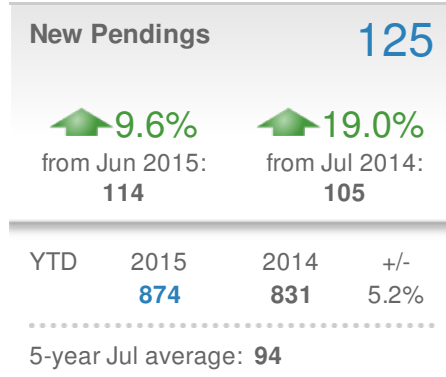 New Pendings 125
9.6% 19.0%
from Jun 2015: from Jul 2014:
114 105
YTD 2015 2014 +/-
874 831 5.2%
5-year Jul average: 94